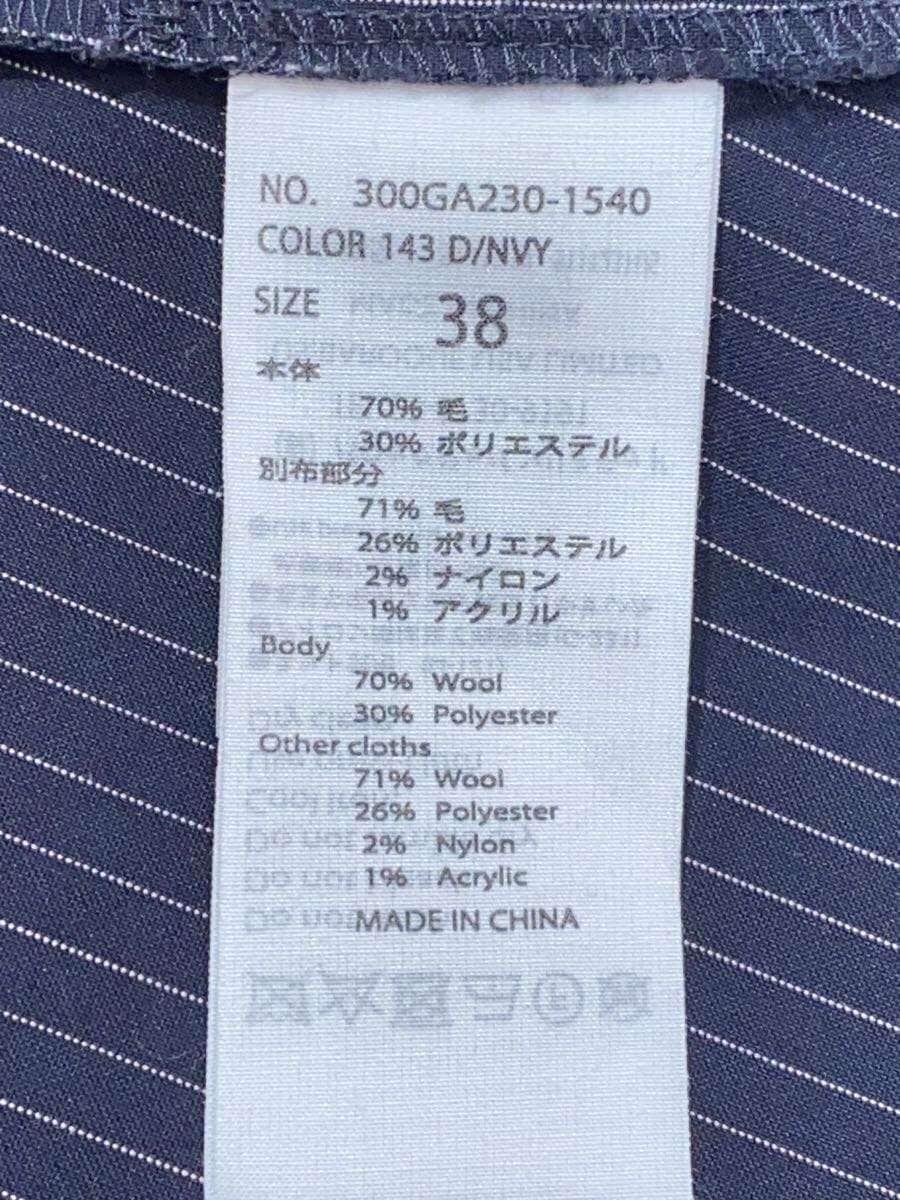 NO. 300GA230-1540
COLOR 143 D/NVY
SIZE 38
本体
70% 毛
30% ポリエステル
別布部分
71% 毛
26% ポリエステル
2% ナイロン
1% アクリル
Body
70% Wool
30% Polyester
Other cloths
71% Wool
26% Polyester
2% Nylon
1% Acrylic
MADE IN CHINA